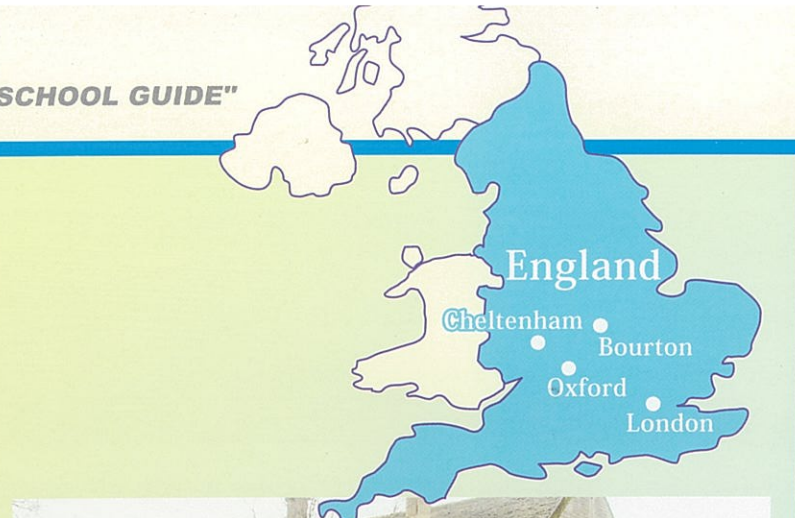 SCHOOL GUIDE"
England
Cheltenham
Bourton
Oxford
London